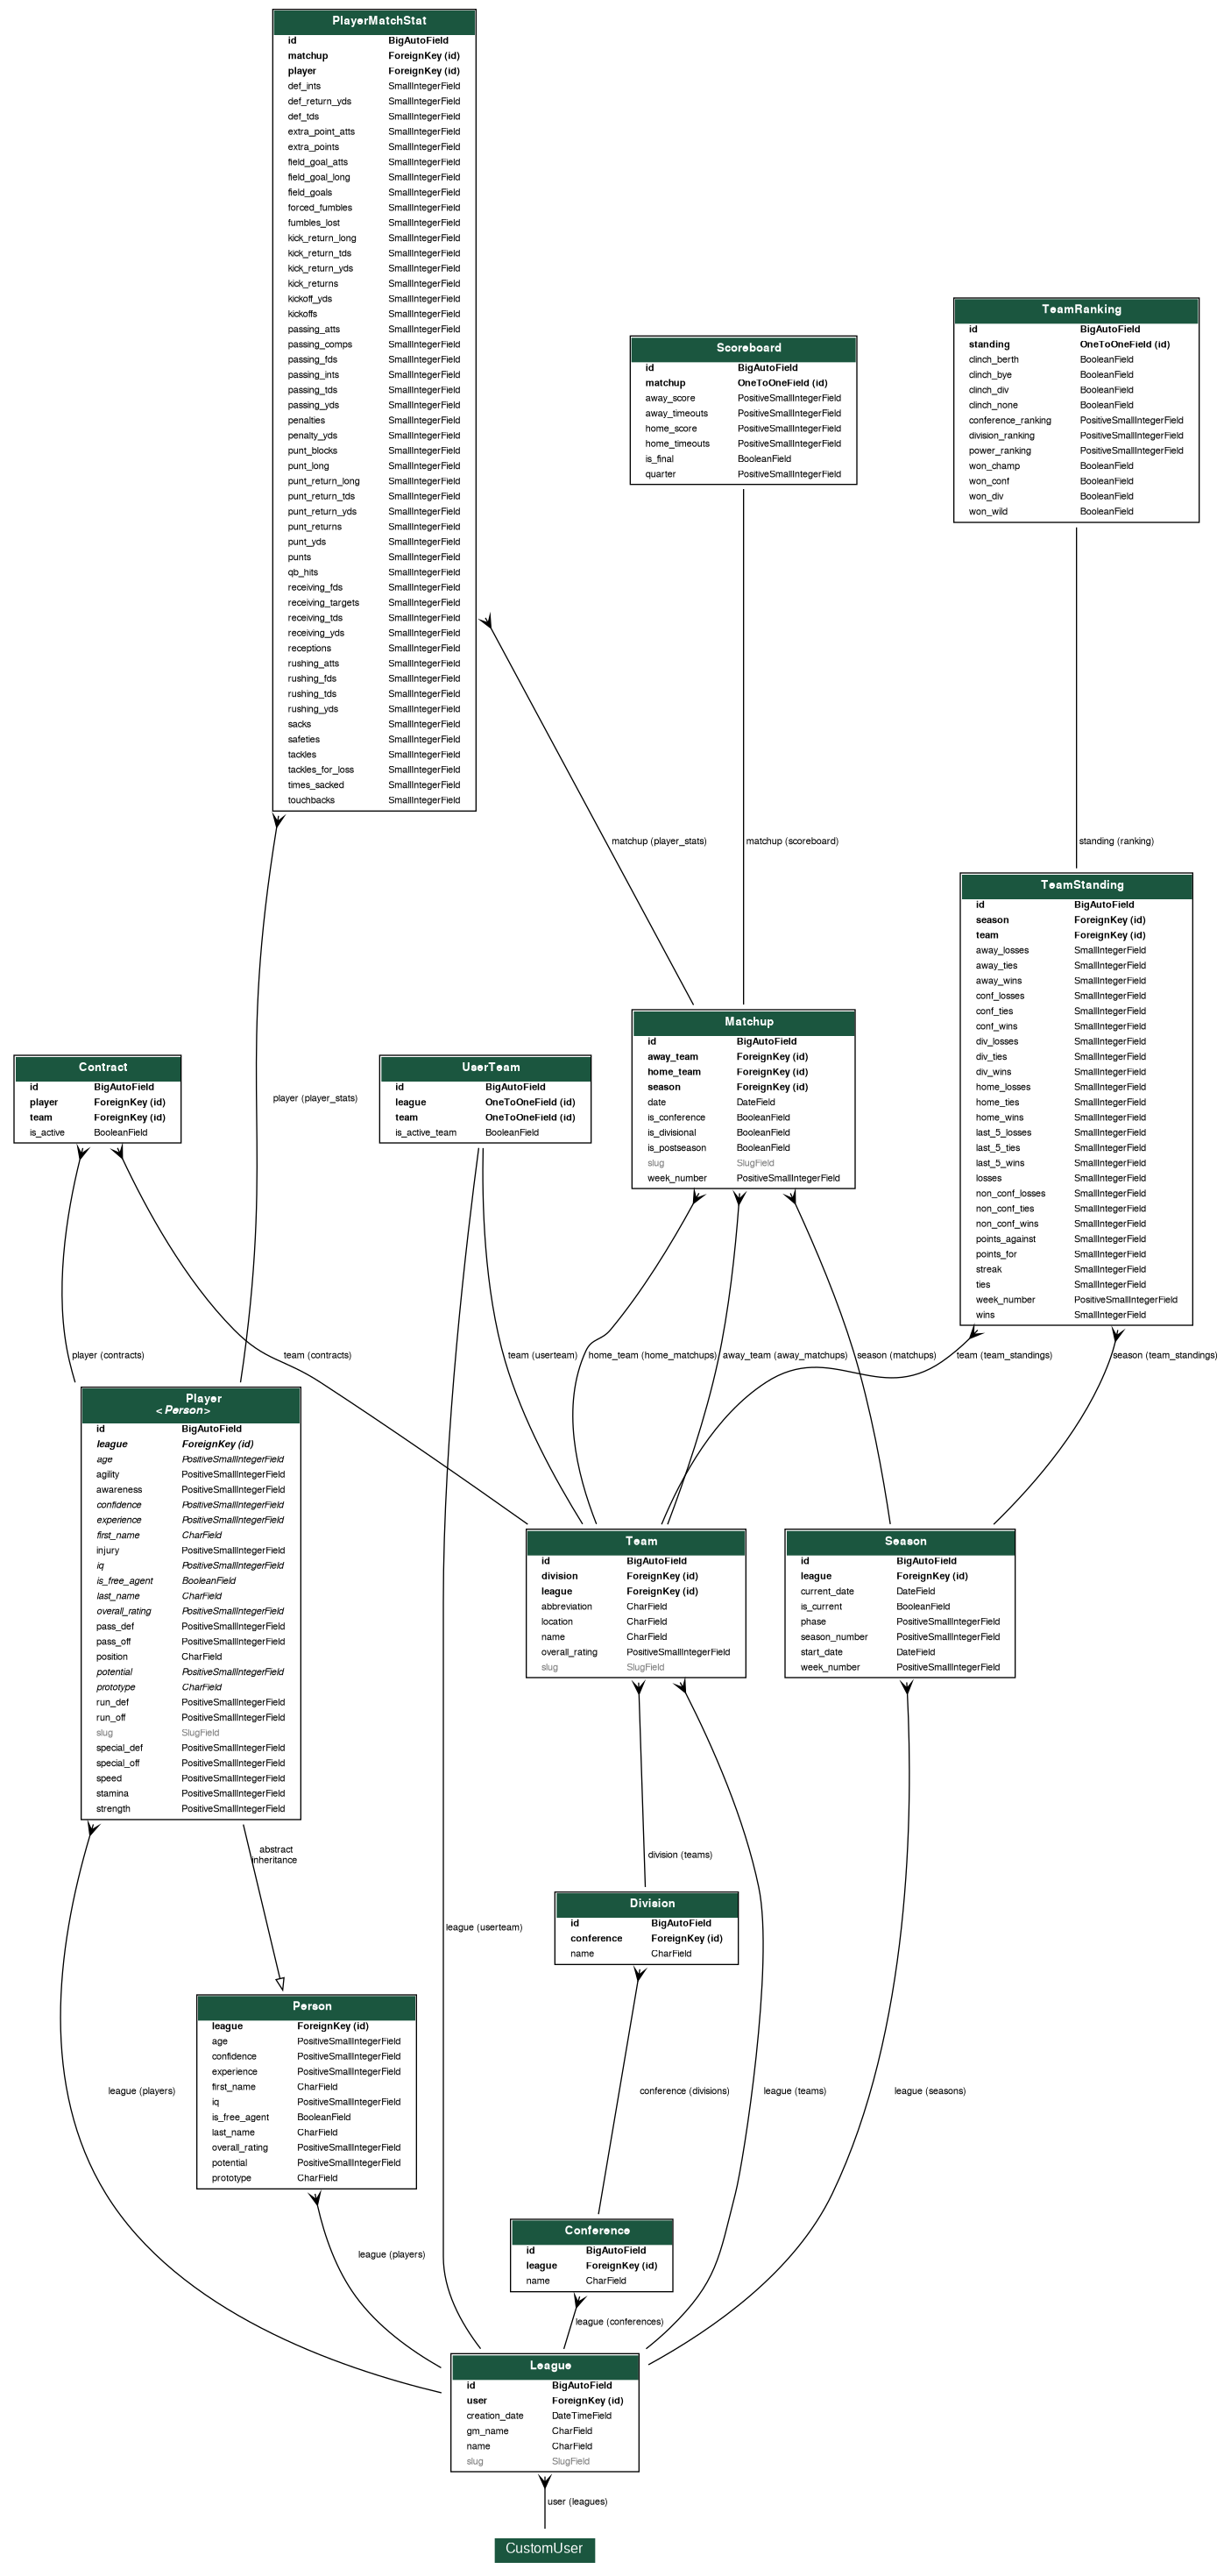 PlayerMatchStat
id BigAutoField
matchup ForeignKey (id)
player ForeignKey (id)
def_ints SmallIntegerField
def_return_yds SmallIntegerField
def_tds SmallIntegerField
extra_point_atts SmallIntegerField
extra_points SmallIntegerField
field_goal_atts SmallIntegerField
field_goal_long SmallIntegerField
field_goals SmallIntegerField
forced_fumbles SmallIntegerField
fumbles_lost SmallIntegerField
kick_return_long SmallIntegerField
kick_return_tds SmallIntegerField
kick_return_yds SmallIntegerField
kick_returns SmallIntegerField
kickoff_yds SmallIntegerField
kickoffs SmallIntegerField
passing_atts SmallIntegerField
passing_comps SmallIntegerField
passing_fds SmallIntegerField
passing_ints SmallIntegerField
passing_tds SmallIntegerField
passing_yds SmallIntegerField
penalties SmallIntegerField
penalty_yds SmallIntegerField
punt_blocks SmallIntegerField
punt_long SmallIntegerField
punt_return_long SmallIntegerField
punt_return_tds SmallIntegerField
punt_return_yds SmallIntegerField
punt_returns SmallIntegerField
punt_yds SmallIntegerField
punts SmallIntegerField
qb_hits SmallIntegerField
receiving_fds SmallIntegerField
receiving_targets SmallIntegerField
receiving_tds SmallIntegerField
receiving_yds SmallIntegerField
receptions SmallIntegerField
rushing_atts SmallIntegerField
rushing_fds SmallIntegerField
rushing_tds SmallIntegerField
rushing_yds SmallIntegerField
sacks SmallIntegerField
safeties SmallIntegerField
tackles SmallIntegerField
tackles_for_loss SmallIntegerField
times_sacked SmallIntegerField
touchbacks SmallIntegerField
Scoreboard
id BigAutoField
matchup OneToOneField (id)
away_score PositiveSmallIntegerField
away_timeouts PositiveSmallIntegerField
home_score PositiveSmallIntegerField
home_timeouts PositiveSmallIntegerField
is_final BooleanField
quarter PositiveSmallIntegerField
TeamRanking
id BigAutoField
standing OneToOneField (id)
clinch_berth BooleanField
clinch_bye BooleanField
clinch_div BooleanField
clinch_none BooleanField
conference_ranking PositiveSmallIntegerField
division_ranking PositiveSmallIntegerField
power_ranking PositiveSmallIntegerField
won_champ BooleanField
won_conf BooleanField
won_div BooleanField
won_wild BooleanField
matchup (player_stats)
matchup (scoreboard)
standing (ranking)
TeamStanding
id BigAutoField
season ForeignKey (id)
team ForeignKey (id)
away_losses SmallIntegerField
away_ties SmallIntegerField
away_wins SmallIntegerField
conf_losses SmallIntegerField
conf_ties SmallIntegerField
conf_wins SmallIntegerField
div_losses SmallIntegerField
div_ties SmallIntegerField
div_wins SmallIntegerField
home_losses SmallIntegerField
home_ties SmallIntegerField
home_wins SmallIntegerField
last_5_losses SmallIntegerField
last_5_ties SmallIntegerField
last_5_wins SmallIntegerField
losses SmallIntegerField
non_conf_losses SmallIntegerField
non_conf_ties SmallIntegerField
non_conf_wins SmallIntegerField
points_against SmallIntegerField
points_for SmallIntegerField
streak SmallIntegerField
ties SmallIntegerField
week_number PositiveSmallIntegerField
wins SmallIntegerField
Matchup
id BigAutoField
away_team ForeignKey (id)
home_team ForeignKey (id)
season ForeignKey (id)
date DateField
is_conference BooleanField
is_divisional BooleanField
is_postseason BooleanField
slug SlugField
week_number PositiveSmallIntegerField
Contract
id BigAutoField
player ForeignKey (id)
team ForeignKey (id)
is_active BooleanField
player (player_stats)
UserTeam
id BigAutoField
league OneToOneField (id)
team OneToOneField (id)
is_active_team BooleanField
player (contracts)
team (contracts)
team (userteam)
home_team (home_matchups)
away_team (away_matchups)
season (matchups)
team (team_standings)
season (team_standings)
Player
<Person>
id BigAutoField
league ForeignKey (id)
age PositiveSmallIntegerField
agility PositiveSmallIntegerField
awareness PositiveSmallIntegerField
confidence PositiveSmallIntegerField
experience PositiveSmallIntegerField
first_name CharField
injury PositiveSmallIntegerField
iq PositiveSmallIntegerField
is_free_agent BooleanField
last_name CharField
overall_rating PositiveSmallIntegerField
pass_def PositiveSmallIntegerField
pass_off PositiveSmallIntegerField
position CharField
potential PositiveSmallIntegerField
prototype CharField
run_def PositiveSmallIntegerField
run_off PositiveSmallIntegerField
slug SlugField
special_def PositiveSmallIntegerField
special_off PositiveSmallIntegerField
speed PositiveSmallIntegerField
stamina PositiveSmallIntegerField
strength PositiveSmallIntegerField
Team
id BigAutoField
division ForeignKey (id)
league ForeignKey (id)
abbreviation CharField
location CharField
name CharField
overall_rating PositiveSmallIntegerField
slug SlugField
Season
id BigAutoField
league ForeignKey (id)
current_date DateField
is_current BooleanField
phase PositiveSmallIntegerField
season_number PositiveSmallIntegerField
start_date DateField
week_number PositiveSmallIntegerField
abstract
inheritance
division (teams)
Division
id BigAutoField
conference ForeignKey (id)
name CharField
league (userteam)
Person
league ForeignKey (id)
age PositiveSmallIntegerField
confidence PositiveSmallIntegerField
experience PositiveSmallIntegerField
first_name CharField
iq PositiveSmallIntegerField
is_free_agent BooleanField
last_name CharField
overall_rating PositiveSmallIntegerField
potential PositiveSmallIntegerField
prototype CharField
league (players)
conference (divisions)
league (teams)
league (seasons)
league (players)
Conference
id BigAutoField
league ForeignKey (id)
name CharField
league (conferences)
League
id BigAutoField
user ForeignKey (id)
creation_date DateTimeField
gm_name CharField
name CharField
slug SlugField
user (leagues)
CustomUser